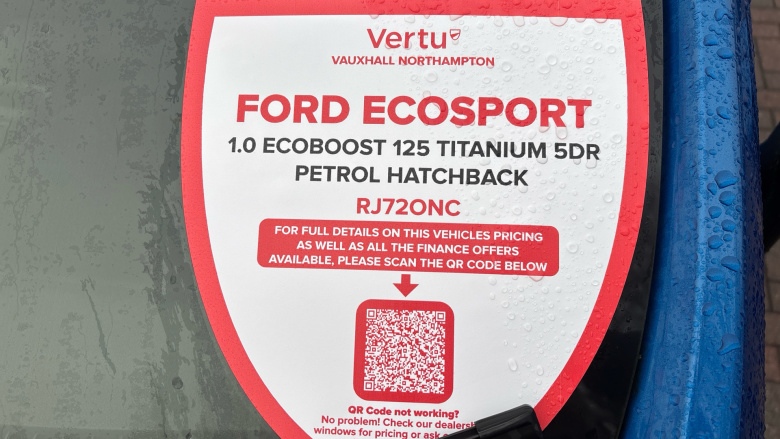 Vertu
VAUXHALL NORTHAMPTON
FORD ECOSPORT
1.0 ECOBOOST 125 TITANIUM 5DR
PETROL HATCHBACK
RJ72ONC
FOR FULL DETAILS ON THIS VEHICLES PRICING
AS WELL AS ALL THE FINANCE OFFERS
AVAILABLE, PLEASE SCAN THE QR CODE BELOW
QR Code not working?
No problem! Check our
windows for pricing or ask